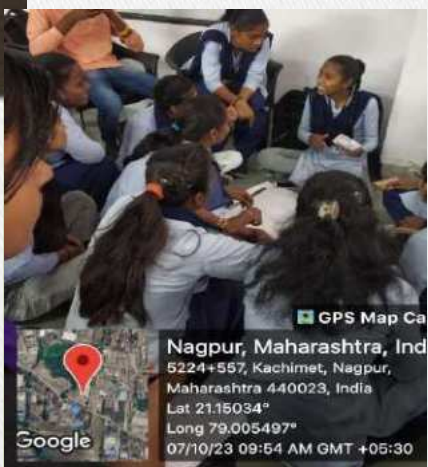 GPS Map Ca
Nagpur, Maharashtra, Ind
5224+557, Kachimet, Nagpur,
Maharashtra 440023, India
Lat 21.15034°
Long 79.005497°
07/10/23 09:54 AM GMT +05:30
Google